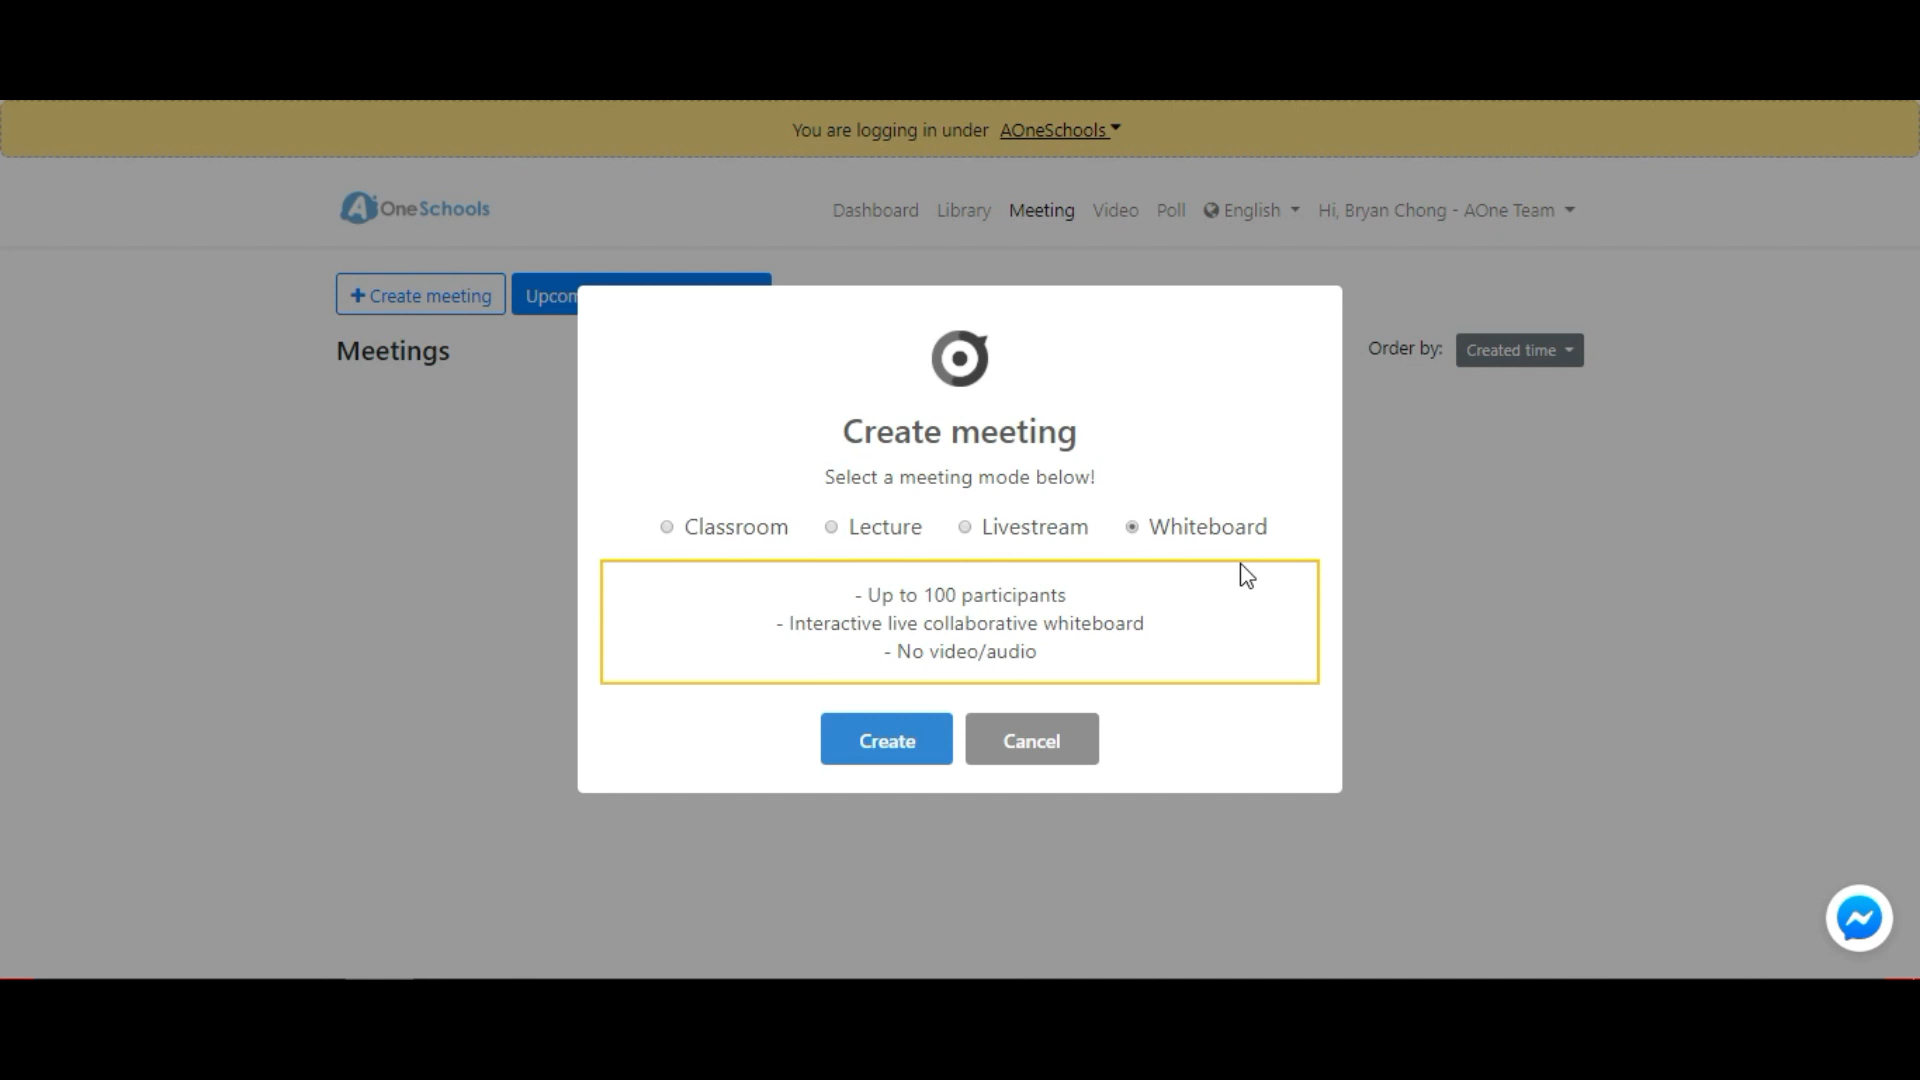 You are logging in under AOneSchools
AOneSchools
Dashboard Library Meeting Video Poll English Hi, Bryan Chong - AOne Team
Create meeting
Meetings
Order by: Created time
Create meeting
Select a meeting mode below!
Classroom Lecture Livestream Whiteboard
- Up to 100 participants
- Interactive live collaborative whiteboard
- No video/audio
Create Cancel